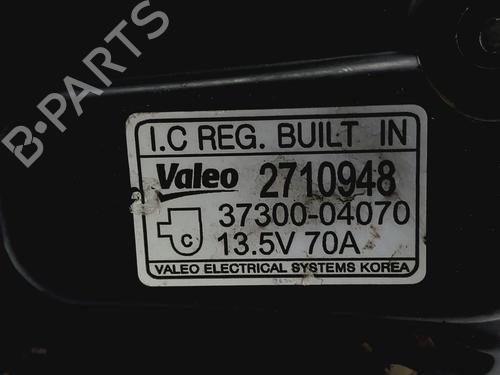 B-PARTS
I.C REG. BUILT IN
Valeo 2710948
37300-04070
C 13.5V 70A
VALEO ELECTRICAL SYSTEMS KOREA